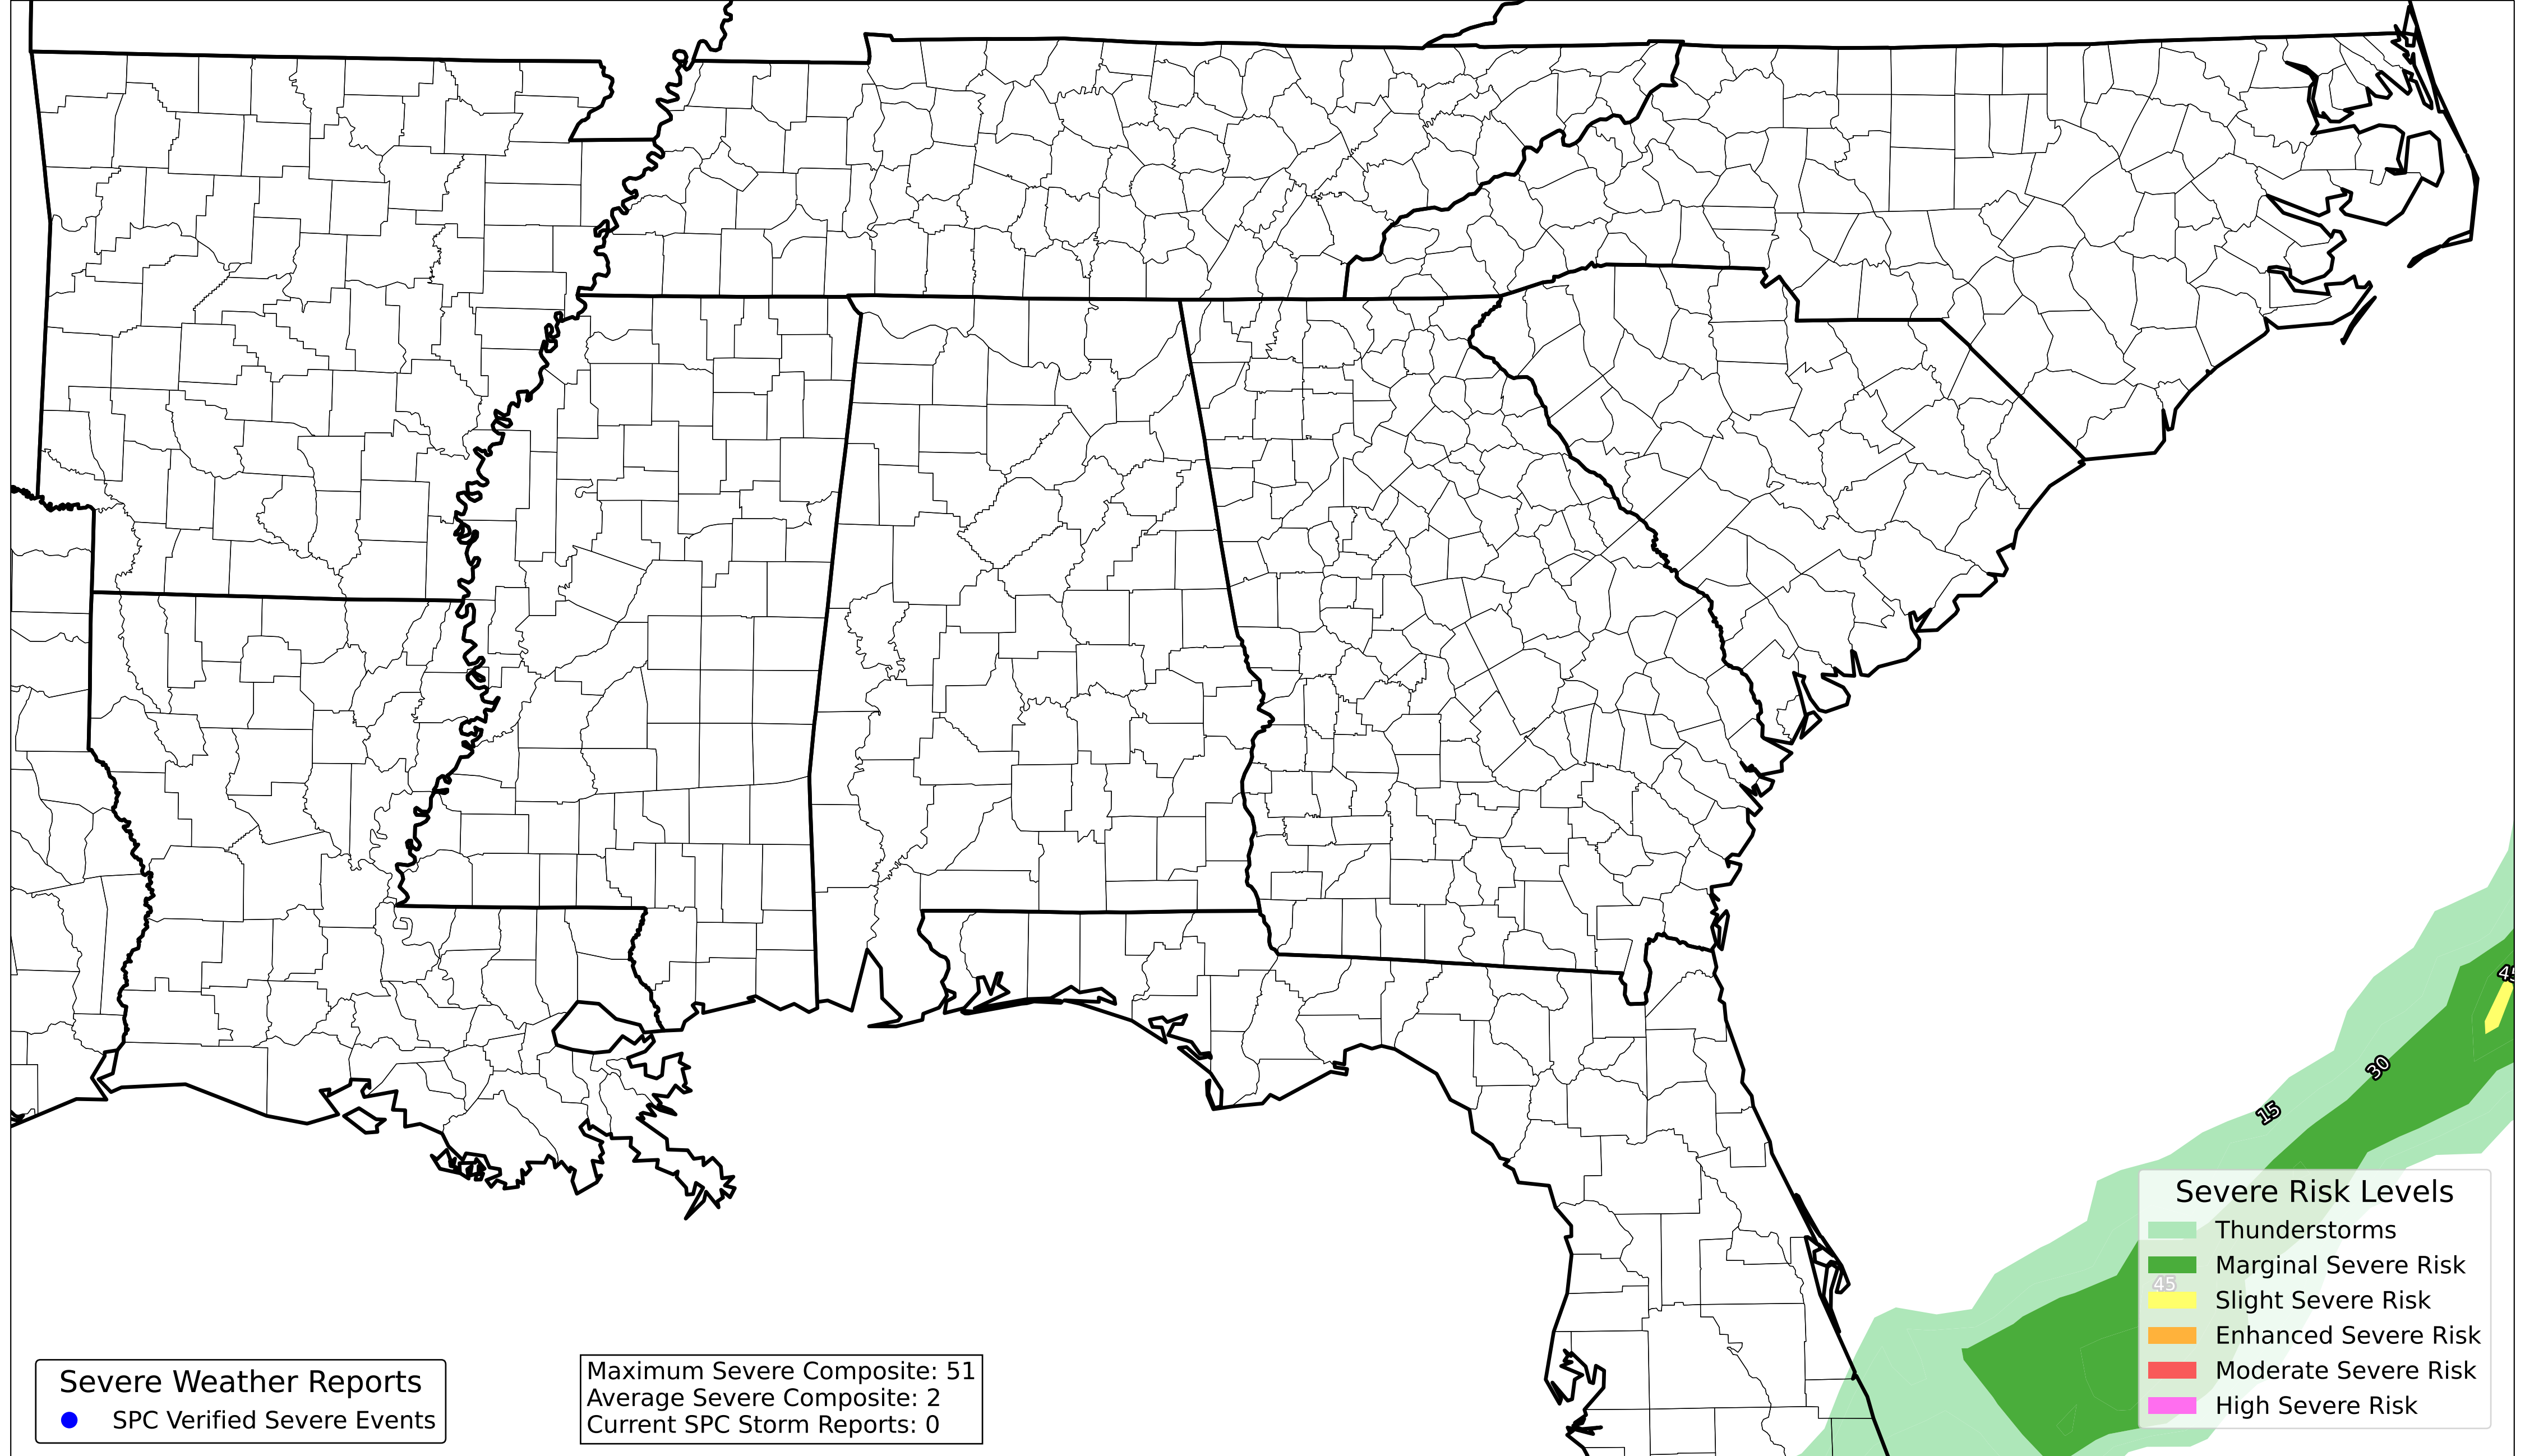 45
30
15
Severe Risk Levels
Thunderstorms
Marginal Severe Risk
45
Slight Severe Risk
Enhanced Severe Risk
Moderate Severe Risk
High Severe Risk
Severe Weather Reports
SPC Verified Severe Events
Maximum Severe Composite: 51
Average Severe Composite: 2
Current SPC Storm Reports: 0